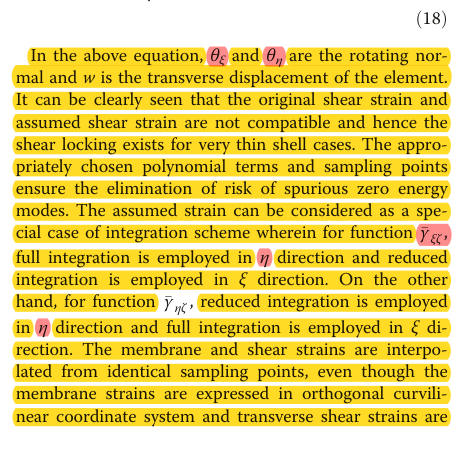 (18)
In the above equation, θξ and θη are the rotating nor-
mal and w is the transverse displacement of the element.
It can be clearly seen that the original shear strain and
assumed shear strain are not compatible and hence the
shear locking exists for very thin shell cases. The appro-
priately chosen polynomial terms and sampling points
ensure the elimination of risk of spurious zero energy
modes. The assumed strain can be considered as a spe-
cial case of integration scheme wherein for function γ̄ξζ,
full integration is employed in η direction and reduced
integration is employed in ξ direction. On the other
hand, for function γ̄ηζ, reduced integration is employed
in η direction and full integration is employed in ξ di-
rection. The membrane and shear strains are interpo-
lated from identical sampling points, even though the
membrane strains are expressed in orthogonal curvili-
near coordinate system and transverse shear strains are